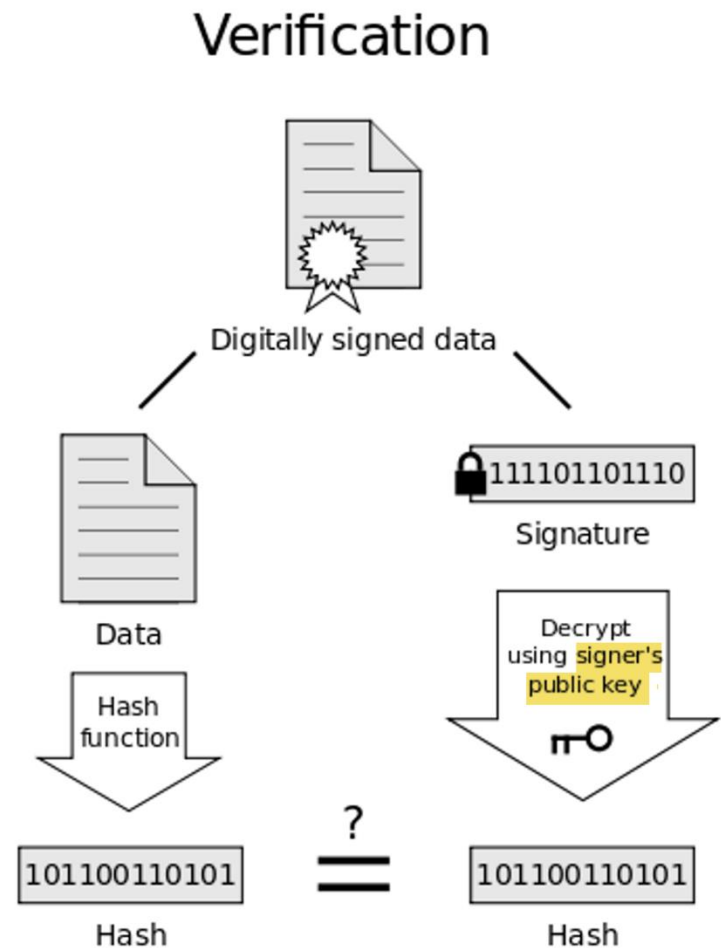 Verification
Digitally signed data
111101101110
Signature
Data
Decrypt
using signer's
public key
Hash
function
?
101100110101
101100110101
Hash
Hash